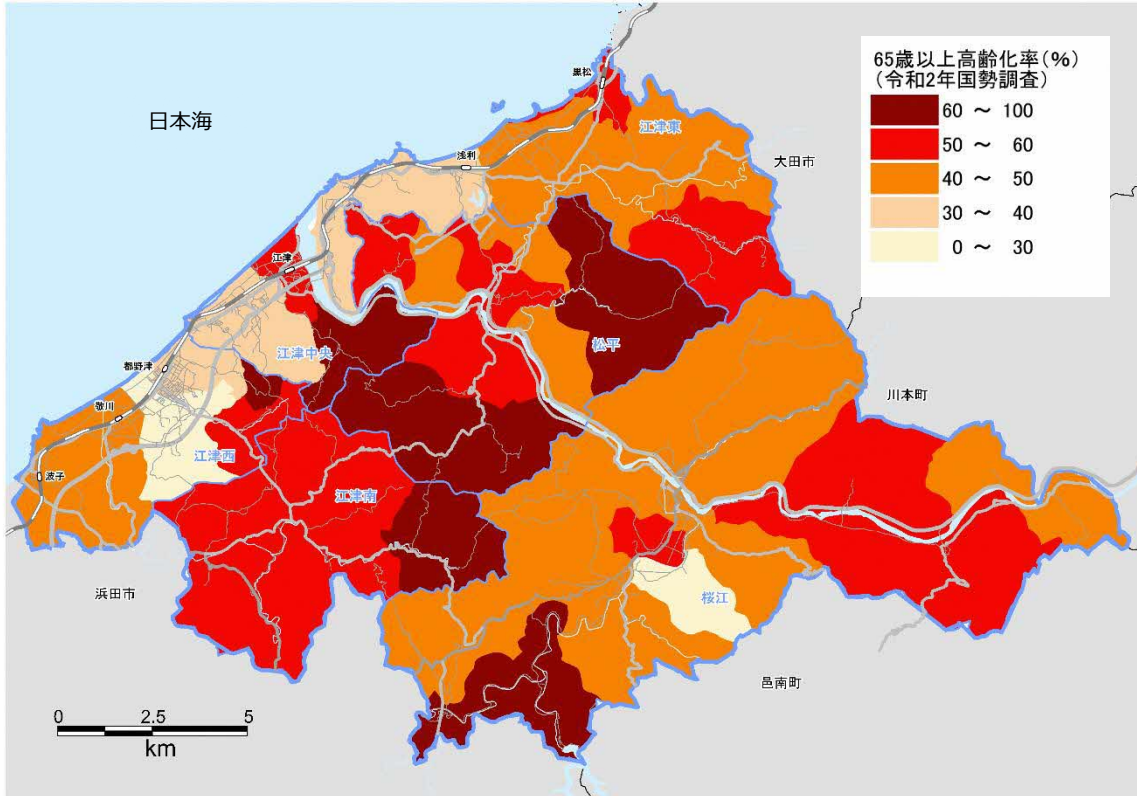 65歳以上高齢化率(%)
(令和2年国勢調査)
60 ～ 100
50 ～ 60
40 ～ 50
30 ～ 40
0 ～ 30
日本海
黒松
江津東
大田市
浅利
江津
松平
江津中央
都野津
川本町
敬川
江津西
波子
江津南
浜田市
桜江
邑南町
0 2.5 5
km